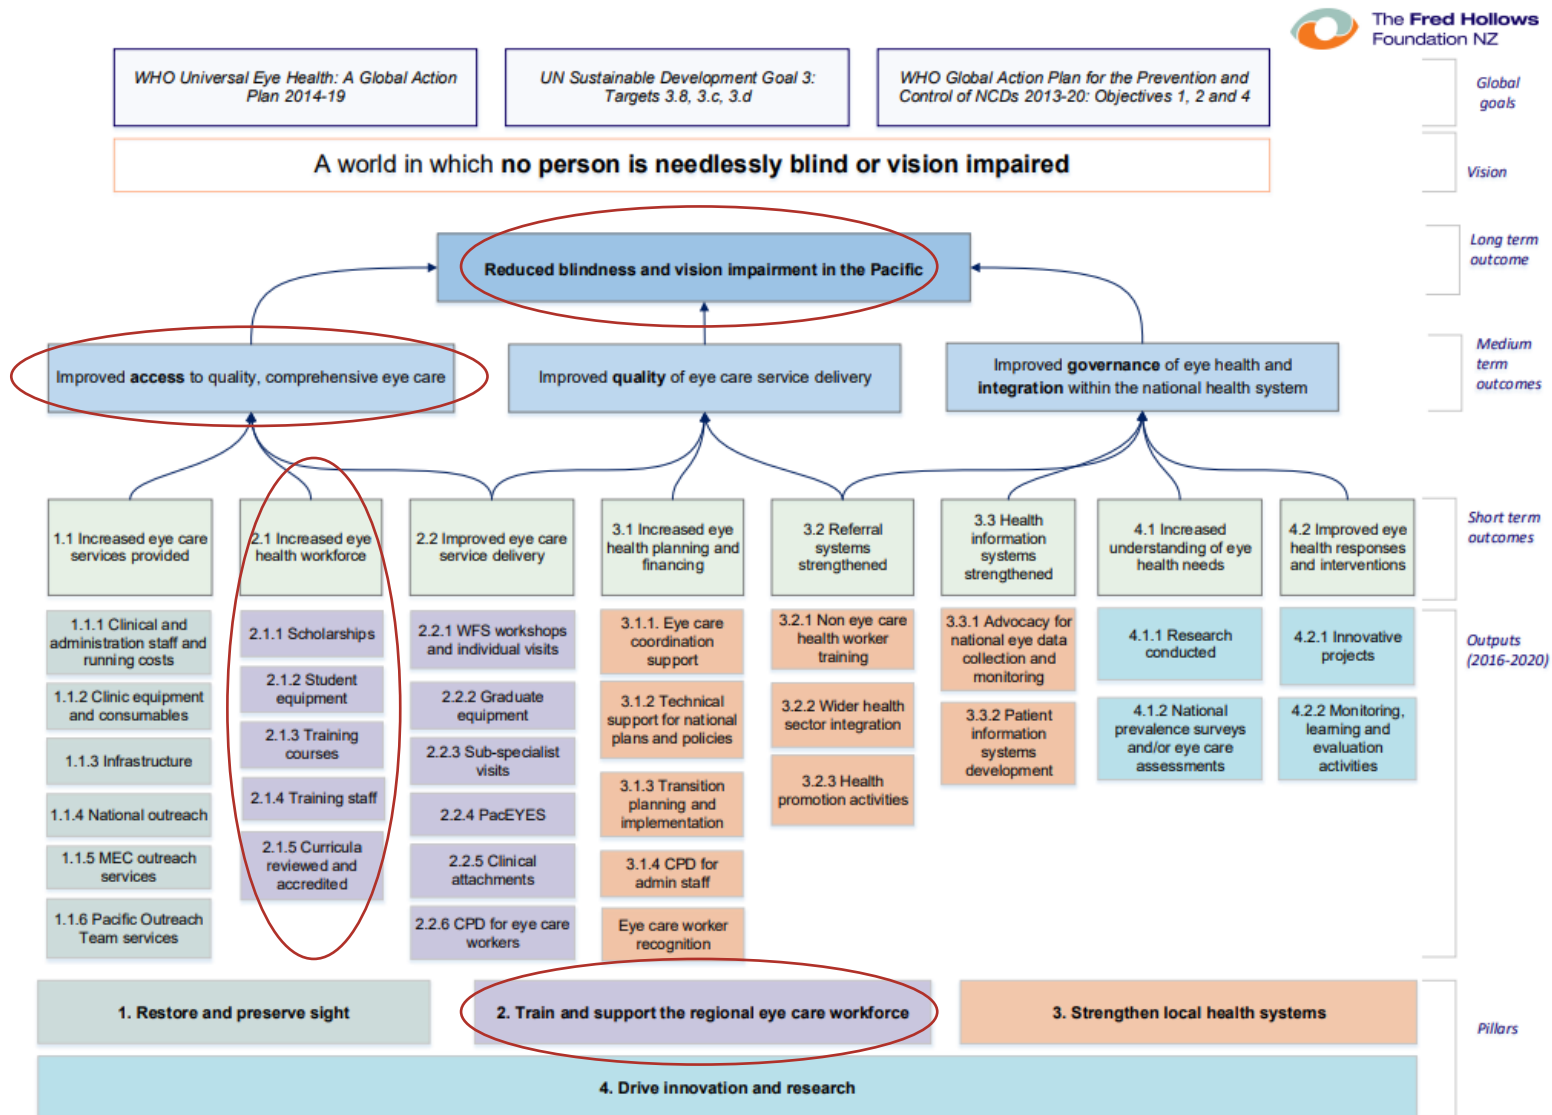 The Fred Hollows
Foundation NZ
WHO Universal Eye Health: A Global Action
Plan 2014-19
UN Sustainable Development Goal 3:
Targets 3.8, 3.c, 3.d
WHO Global Action Plan for the Prevention and
Control of NCDs 2013-20: Objectives 1, 2 and 4
Global
goals
A world in which no person is needlessly blind or vision impaired
Vision
Reduced blindness and vision impairment in the Pacific
Long term
outcome
Improved access to quality, comprehensive eye care
Improved quality of eye care service delivery
Improved governance of eye health and
integration within the national health system
Medium
term
outcomes
1.1 Increased eye care
services provided
2.1 Increased eye
health workforce
2.2 Improved eye care
service delivery
3.1 Increased eye
health planning and
financing
3.2 Referral
systems
strengthened
3.3 Health
information
systems
strengthened
4.1 Increased
understanding of eye
health needs
4.2 Improved eye
health responses
and interventions
Short term
outcomes
1.1.1 Clinical and
administration staff and
running costs
1.1.2 Clinic equipment
and consumables
1.1.3 Infrastructure
1.1.4 National outreach
1.1.5 MEC outreach
services
1.1.6 Pacific Outreach
Team services
2.1.1 Scholarships
2.1.2 Student
equipment
2.1.3 Training
courses
2.1.4 Training staff
2.1.5 Curricula
reviewed and
accredited
2.2.1 WFS workshops
and individual visits
2.2.2 Graduate
equipment
2.2.3 Sub-specialist
visits
2.2.4 PacEYES
2.2.5 Clinical
attachments
2.2.6 CPD for eye care
workers
3.1.1. Eye care
coordination
support
3.1.2 Technical
support for national
plans and policies
3.1.3 Transition
planning and
implementation
3.1.4 CPD for
admin staff
Eye care worker
recognition
3.2.1 Non eye care
health worker
training
3.2.2 Wider health
sector integration
3.2.3 Health
promotion activities
3.3.1 Advocacy for
national eye data
collection and
monitoring
3.3.2 Patient
information
systems
development
4.1.1 Research
conducted
4.1.2 National
prevalence surveys
and/or eye care
assessments
4.2.1 Innovative
projects
4.2.2 Monitoring,
learning and
evaluation
activities
Outputs
(2016-2020)
1. Restore and preserve sight
2. Train and support the regional eye care workforce
3. Strengthen local health systems
Pillars
4. Drive innovation and research